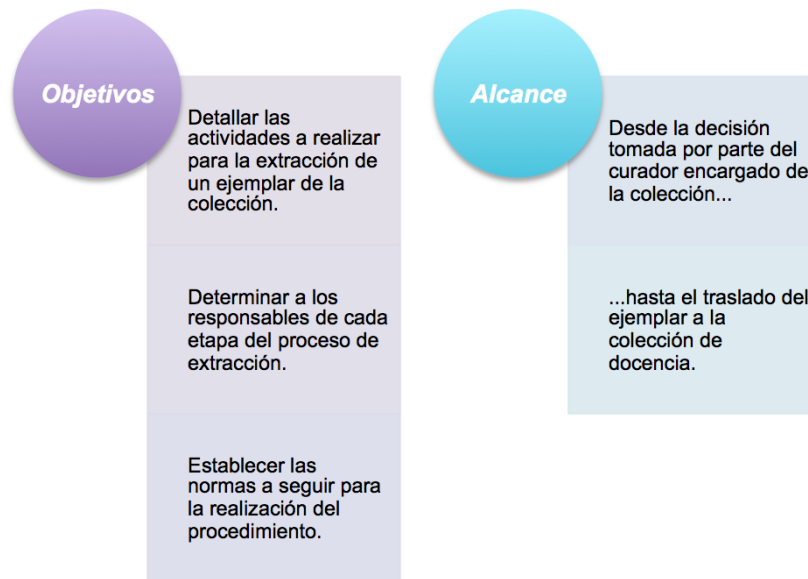 Objetivos
Detallar las
actividades a realizar
para la extracción de
un ejemplar de la
colección.
Determinar a los
responsables de cada
etapa del proceso de
extracción.
Establecer las
normas a seguir para
la realización del
procedimiento.
Alcance
Desde la decisión
tomada por parte del
curador encargado de
la colección...
...hasta el traslado del
ejemplar a la
colección de
docencia.